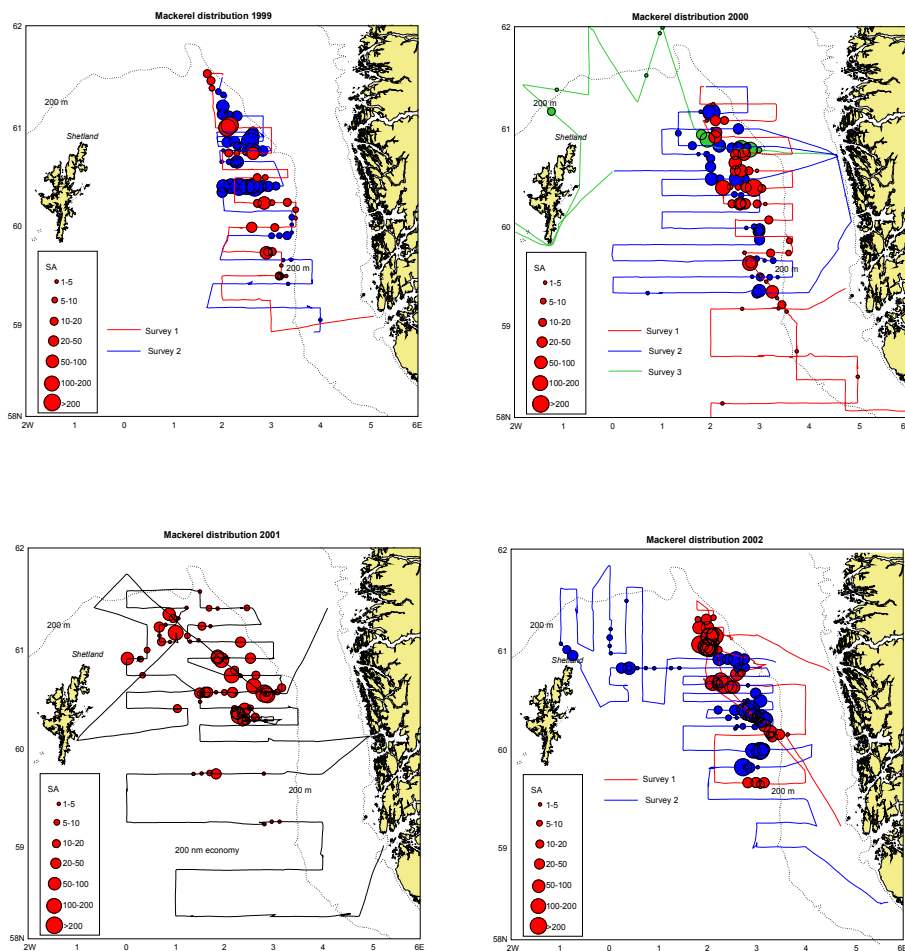 Mackerel distribution 1999
62
200 m
61
Shetland
60
200 m
SA
1-5
5-10
10-20
20-50
50-100
100-200
>200
59
Survey 1
Survey 2
58N
2W 1 0 1 2 3 4 5 6E
Mackerel distribution 2000
62
200 m
61
Shetland
60
200 m
SA
1-5
5-10
10-20
20-50
50-100
100-200
>200
59
Survey 1
Survey 2
Survey 3
58N
2W 1 0 1 2 3 4 5 6E
Mackerel distribution 2001
62
200 m
61
Shetland
60
200 m
SA
1-5
5-10
10-20
20-50
50-100
100-200
>200
59
200 nm economy
58N
2W 1 0 1 2 3 4 5 6E
Mackerel distribution 2002
62
200 m
61
Shetland
60
200 m
SA
1-5
5-10
10-20
20-50
50-100
100-200
>200
Survey 1
Survey 2
59
58N
2W 1 0 1 2 3 4 5 6E